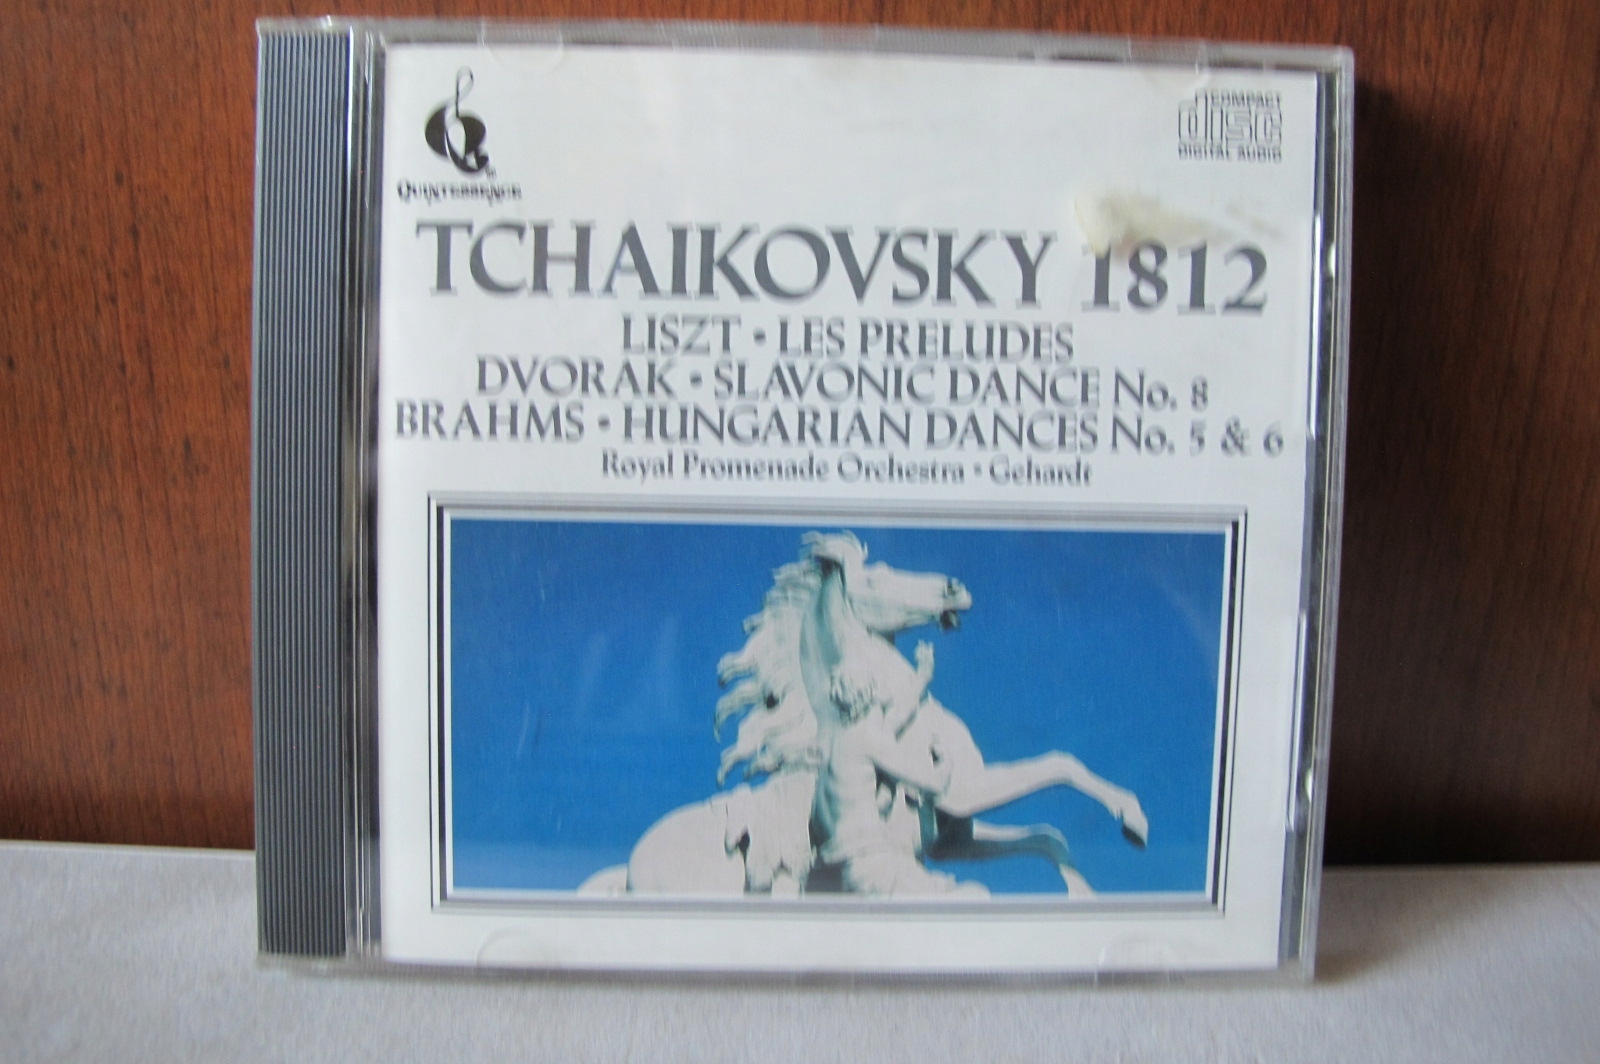 QUINTESSENCE
COMPACT
disc
DIGITAL AUDIO
TCHAIKOVSKY 1812
LISZT • LES PRELUDES
DVORAK • SLAVONIC DANCE No. 8
BRAHMS • HUNGARIAN DANCES No. 5 & 6
Royal Promenade Orchestra • Gehardt